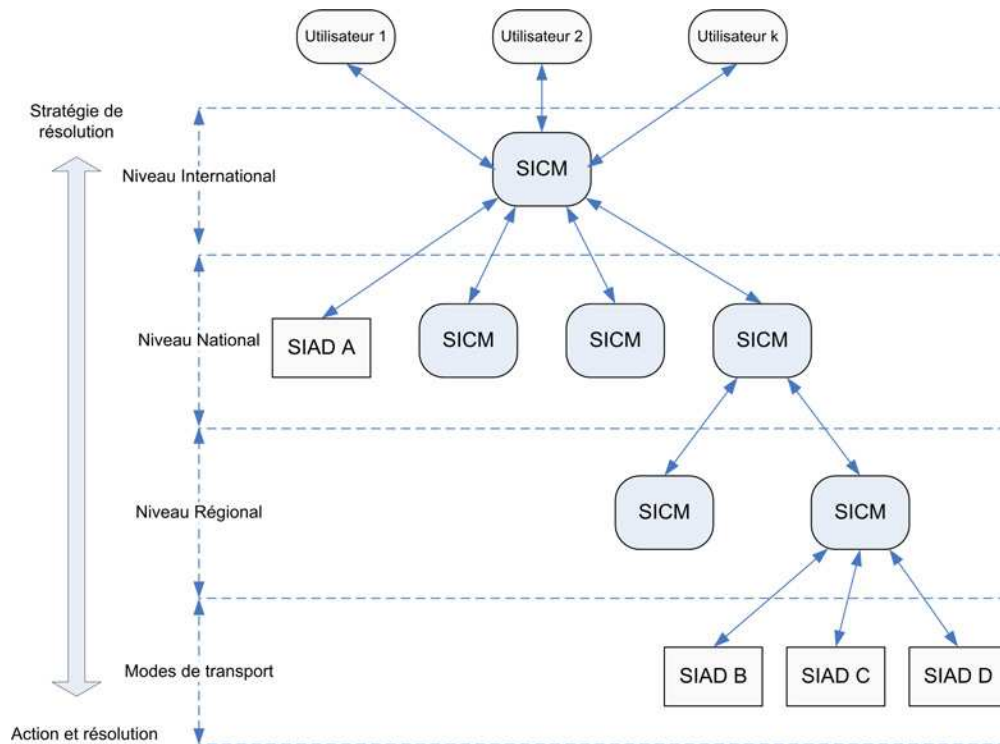 Utilisateur 1
Utilisateur 2
Utilisateur k
Stratégie de
résolution
Niveau International
SICM
Niveau National
SIAD A
SICM
SICM
SICM
Niveau Régional
SICM
SICM
Modes de transport
SIAD B
SIAD C
SIAD D
Action et résolution